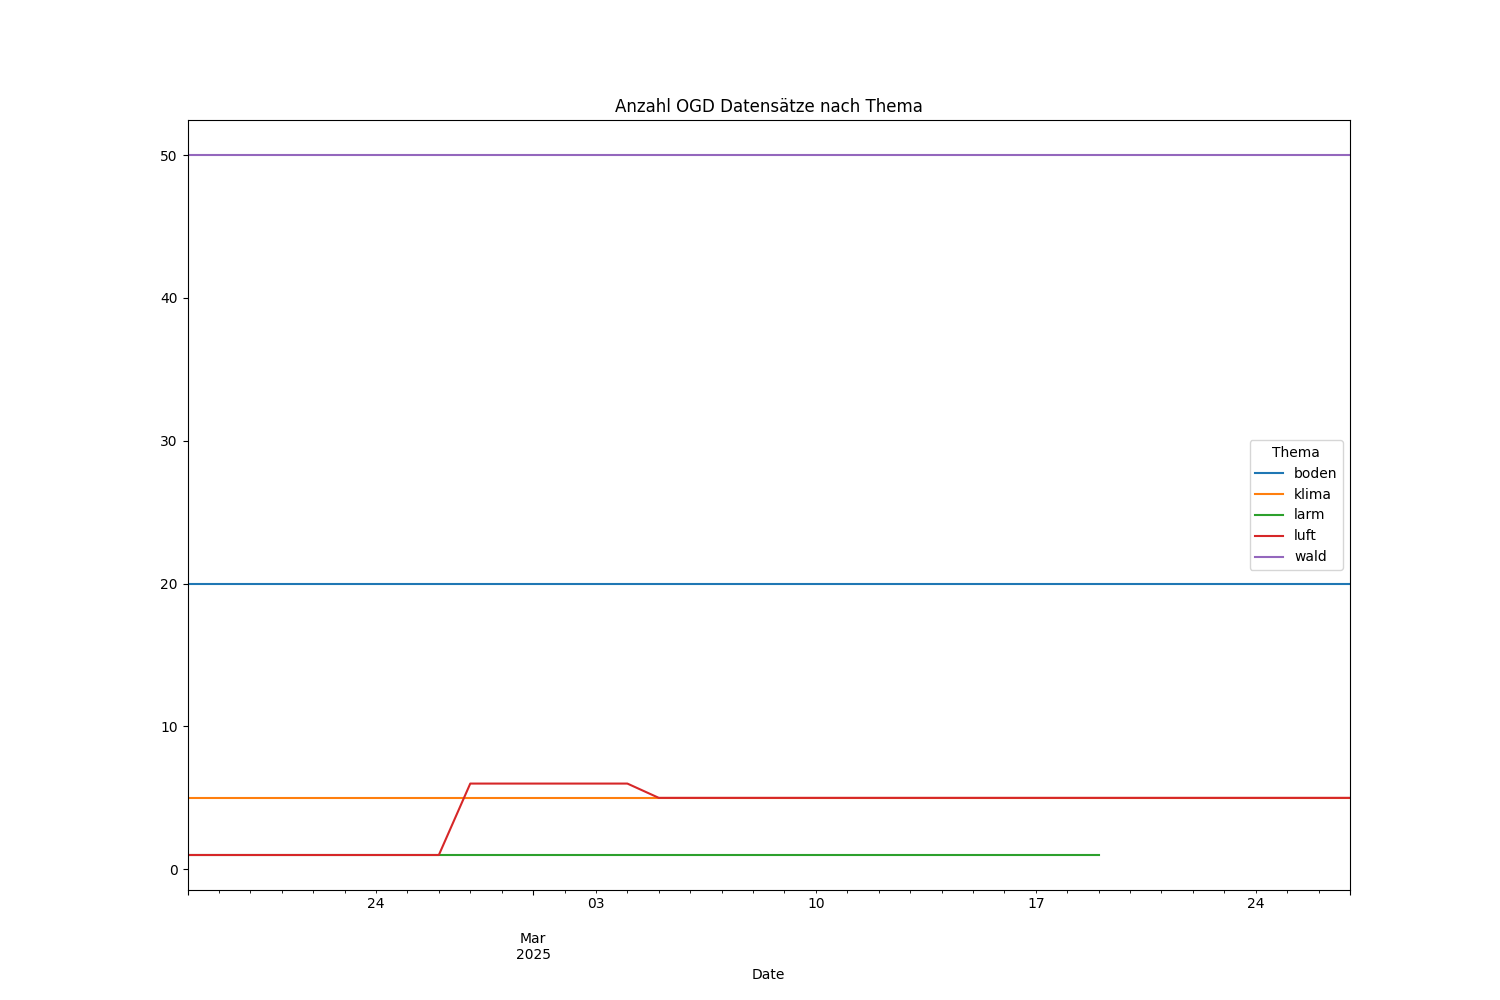 Anzahl OGD Datensätze nach Thema
50
40
30
20
10
0
Thema
boden
klima
larm
luft
wald
24
03
10
17
24
Mar
2025
Date